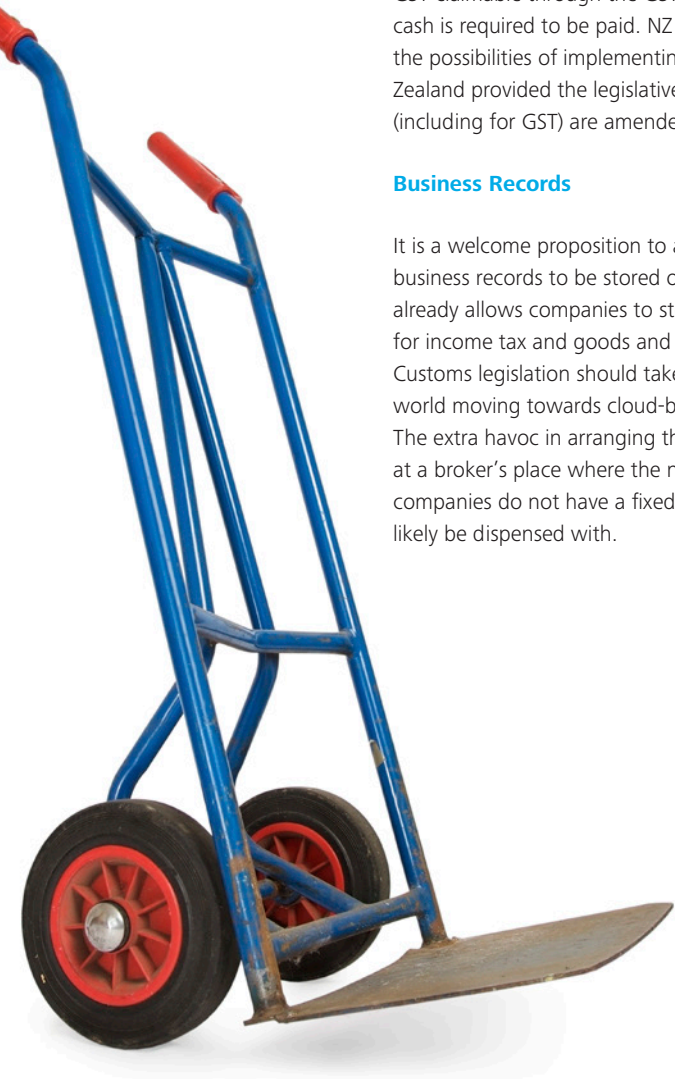 cash is required to be paid. NZ
the possibilities of implementin
Zealand provided the legislative
(including for GST) are amende
Business Records
It is a welcome proposition to a
business records to be stored o
already allows companies to st
for income tax and goods and
Customs legislation should take
world moving towards cloud-b
The extra havoc in arranging th
at a broker's place where the n
companies do not have a fixed
likely be dispensed with.